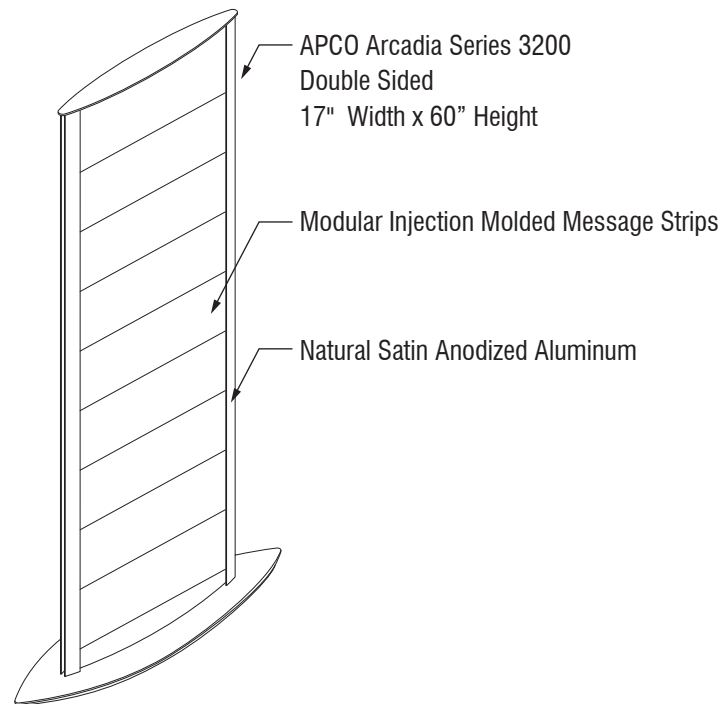 APCO Arcadia Series 3200
Double Sided
17"  Width x 60” Height
Modular Injection Molded Message Strips
Natural Satin Anodized Aluminum